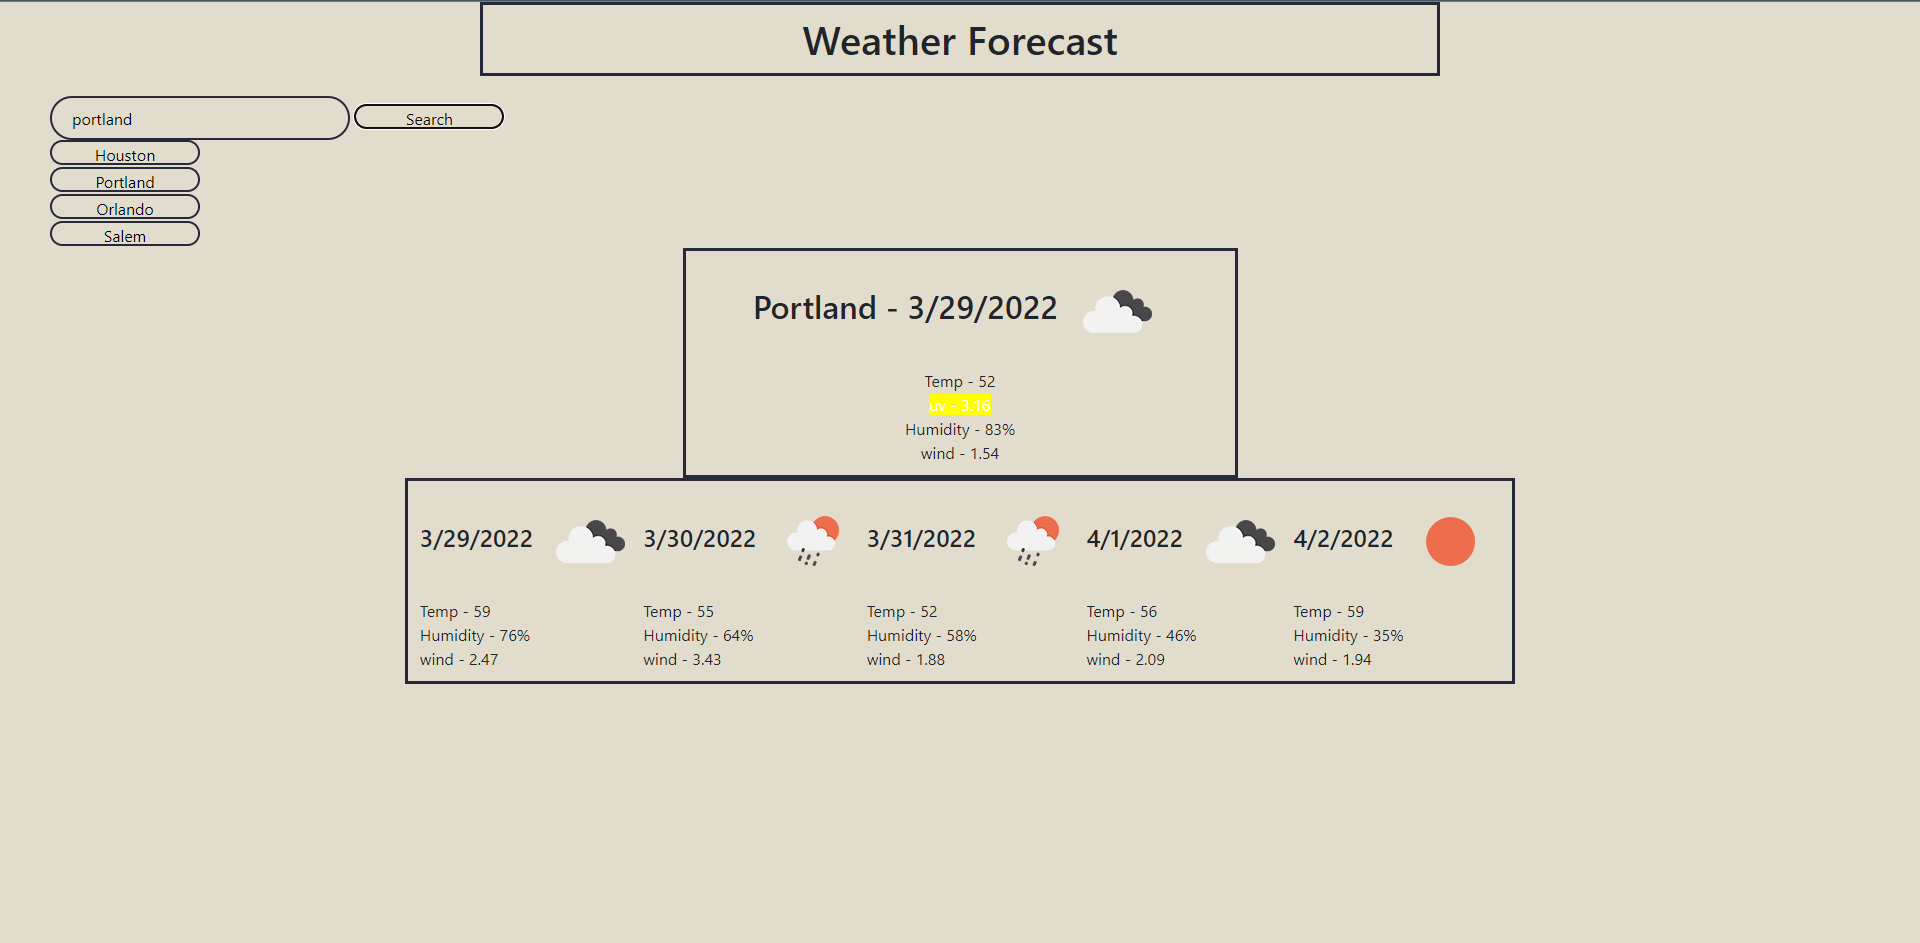 Weather Forecast
portland
Search
Houston
Portland
Orlando
Salem
Portland - 3/29/2022
Temp - 52
uv - 3.16
Humidity - 83%
wind - 1.54
3/29/2022
Temp - 59
Humidity - 76%
wind - 2.47
3/30/2022
Temp - 55
Humidity - 64%
wind - 3.43
3/31/2022
Temp - 52
Humidity - 58%
wind - 1.88
4/1/2022
Temp - 56
Humidity - 46%
wind - 2.09
4/2/2022
Temp - 59
Humidity - 35%
wind - 1.94